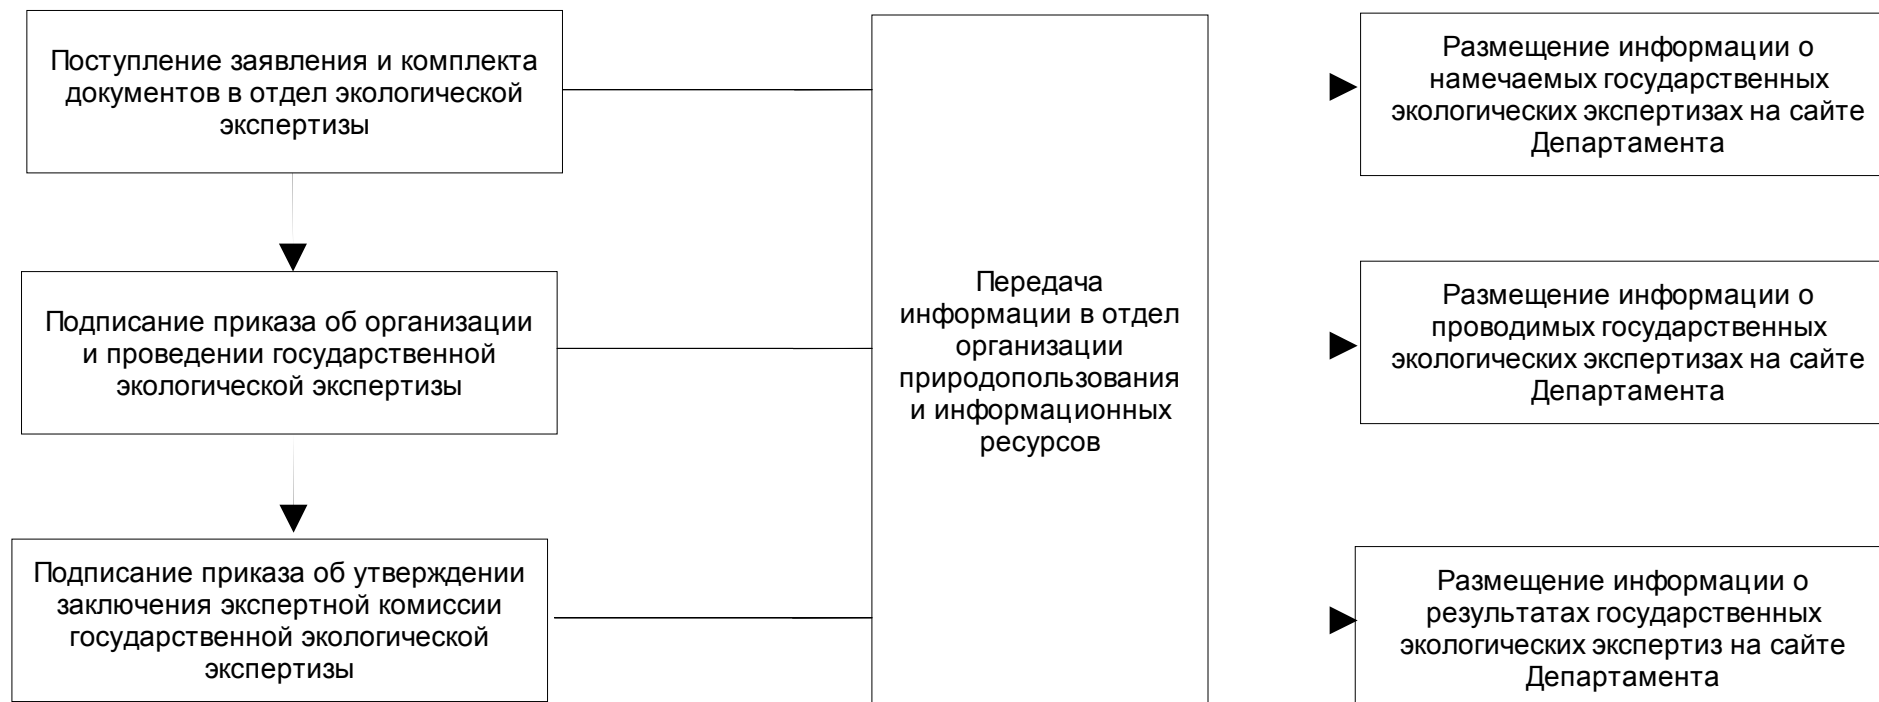 Поступление заявления и комплекта
документов в отдел экологической
экспертизы
Размещение информации о
намечаемых государственных
экологических экспертизах на сайте
Департамента
Подписание приказа об организации
и проведении государственной
экологической экспертизы
Передача
информации в отдел
организации
природопользования
и информационных
ресурсов
Размещение информации о
проводимых государственных
экологических экспертизах на сайте
Департамента
Подписание приказа об утверждении
заключения экспертной комиссии
государственной экологической
экспертизы
Размещение информации о
результатах государственных
экологических экспертиз на сайте
Департамента